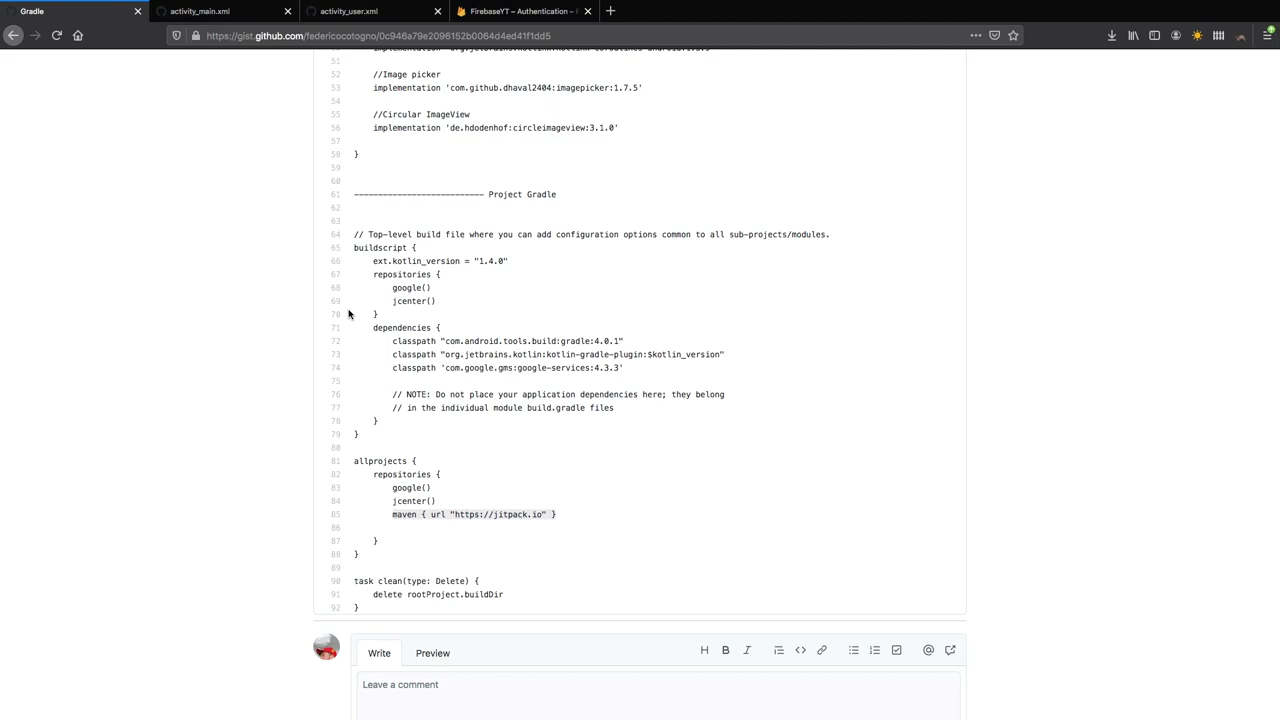 Gradle
activity_main.xml
activity_user.xml
FirebaseYT – Authentication –
https://gist.github.com/federicocotogno/0c946a79e2096152b0064d4ed41f1dd5
51
52 //Image picker
53 implementation 'com.github.dhaval2404:imagepicker:1.7.5'
54
55 //Circular ImageView
56 implementation 'de.hdodenhof:circleimageview:3.1.0'
57
58 }
59
60
61 --------------------------- Project Gradle
62
63
64 // Top-level build file where you can add configuration options common to all sub-projects/modules.
65 buildscript {
66 ext.kotlin_version = "1.4.0"
67 repositories {
68 google()
69 jcenter()
70 }
71 dependencies {
72 classpath "com.android.tools.build:gradle:4.0.1"
73 classpath "org.jetbrains.kotlin:kotlin-gradle-plugin:$kotlin_version"
74 classpath 'com.google.gms:google-services:4.3.3'
75
76 // NOTE: Do not place your application dependencies here; they belong
77 // in the individual module build.gradle files
78 }
79 }
80
81 allprojects {
82 repositories {
83 google()
84 jcenter()
85 maven { url "https://jitpack.io" }
86
87 }
88 }
89
90 task clean(type: Delete) {
91 delete rootProject.buildDir
92 }
Write
Preview
Leave a comment